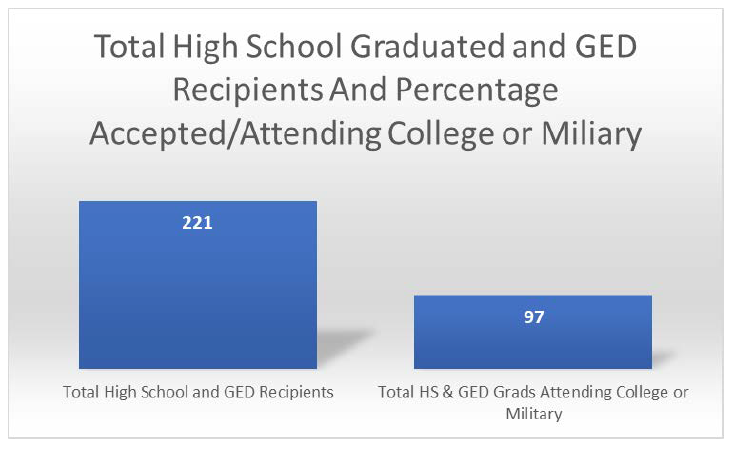 Total High School Graduated and GED
Recipients And Percentage
Accepted/Attending College or Miliary
221
97
Total High School and GED Recipients
Total HS & GED Grads Attending College or
Military